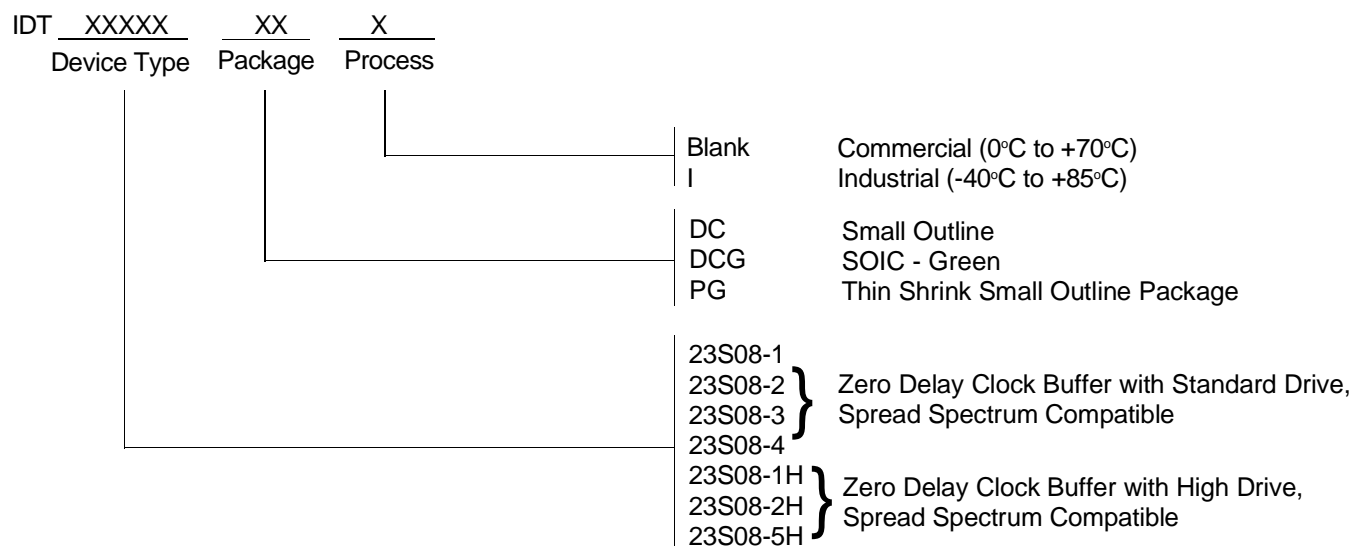 IDT XXXXX XX X
Device Type Package Process
Blank Commercial (0°C to +70°C)
I Industrial (-40°C to +85°C)
DC Small Outline
DCG SOIC - Green
PG Thin Shrink Small Outline Package
23S08-1
23S08-2
23S08-3
23S08-4
Zero Delay Clock Buffer with Standard Drive,
Spread Spectrum Compatible
23S08-1H
23S08-2H
23S08-5H
Zero Delay Clock Buffer with High Drive,
Spread Spectrum Compatible